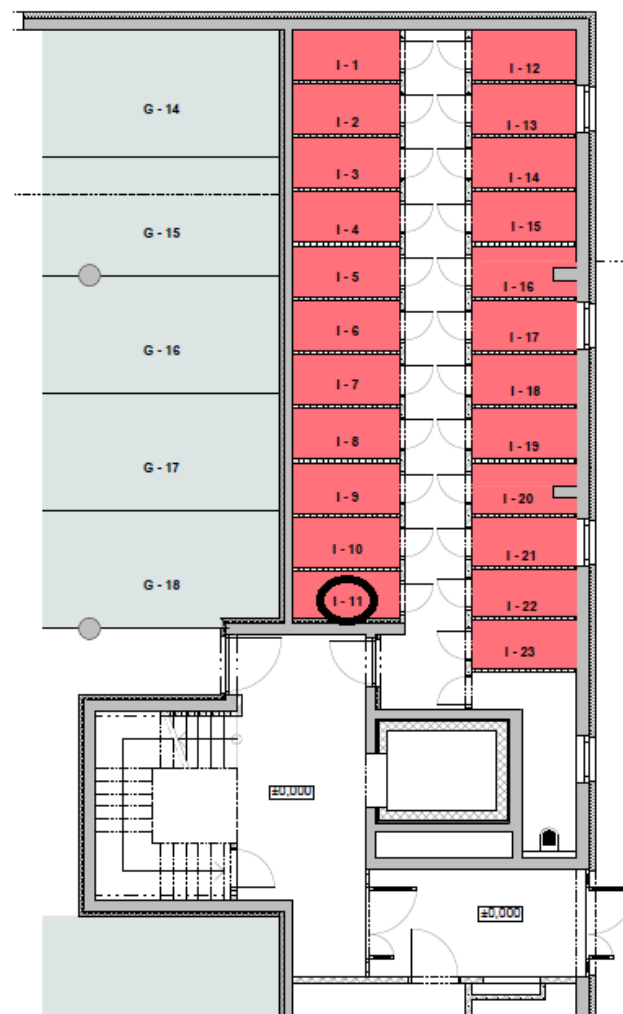 I - 1
I - 12
G - 14
I - 2
I - 13
I - 3
I - 14
I - 4
I - 15
G - 15
I - 5
I - 16
I - 6
I - 17
G - 16
I - 7
I - 18
I - 8
I - 19
G - 17
I - 9
I - 20
I - 10
I - 21
G - 18
I - 11
I - 22
I - 23
±0,000
±0,000